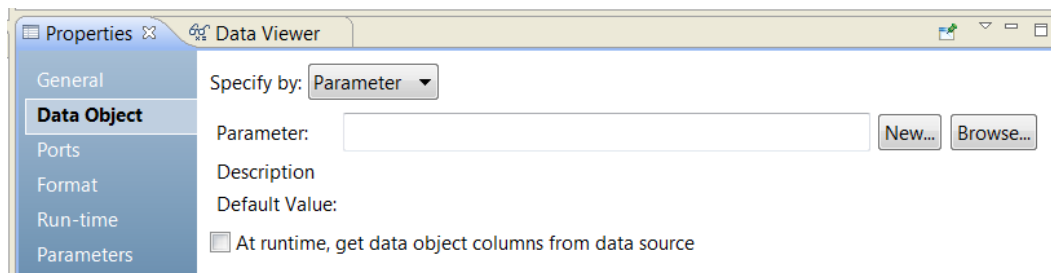 Properties Data Viewer
General
Specify by: Parameter
Data Object
Parameter: New... Browse...
Ports
Description
Format
Default Value:
Run-time
At runtime, get data object columns from data source
Parameters